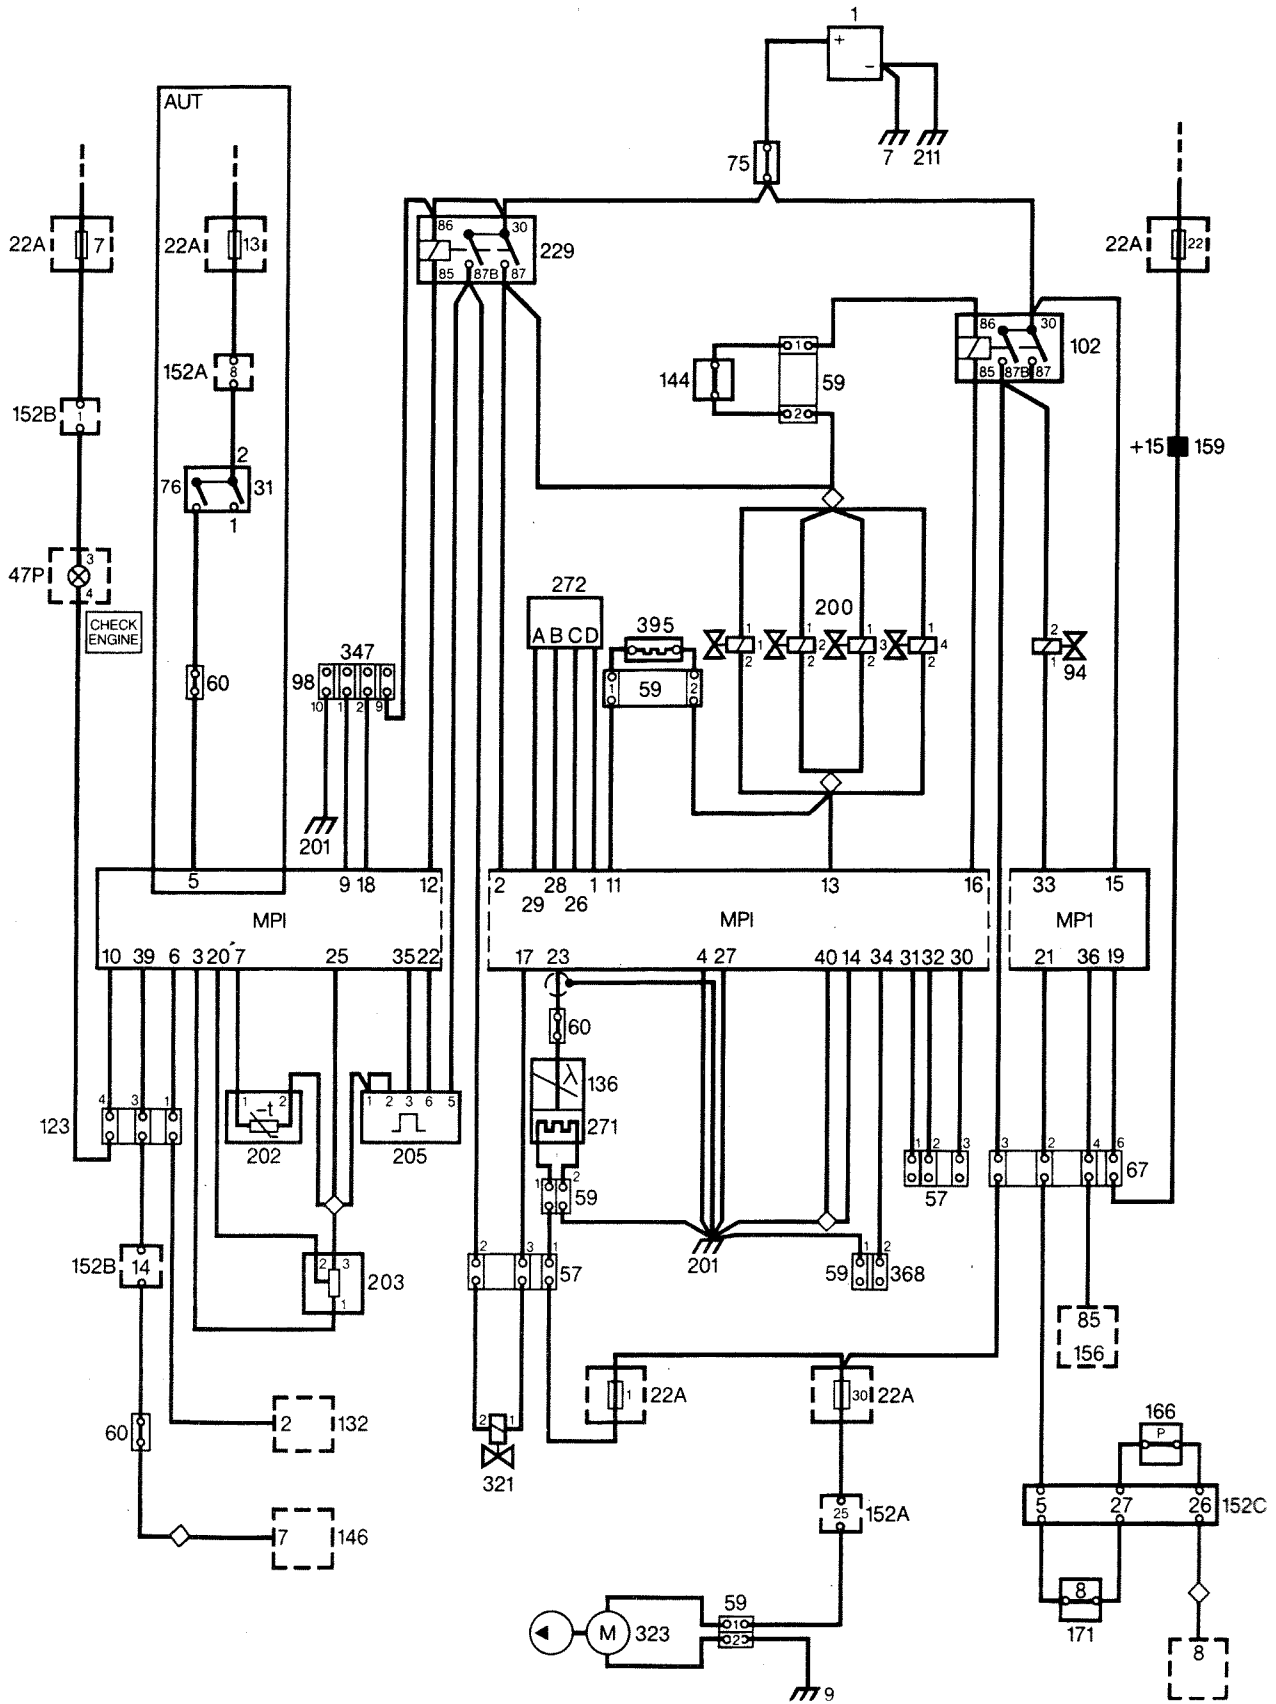 1
+
−
AUT
75
7 211
86 30
229
22A 7
22A 13
22A 22
85 87B 87
86 30
102
1
152A 8
144
59
85 87B 87
152B 1
2
2
+15 159
76 31
1
47P 3
4
272
200
CHECK
ENGINE
A B C D
395
1 1 1 1
1 2 3 4
2 2 2 2
2
1
94
347
60
98
59
1 2
10 1 2 9
201
5 9 18 12 2 28 1 11 13 16 33 15
29 26
MPI MPI MP1
10 39 6 3 20 7 25 35 22 17 23 4 27 40 14 34 31 32 30 21 36 19
60
136
λ
4 3 1
1 -t 2
1 2 3 6 5
123
271
202
205
1 2 3
3 2 4 6
67
57
1 2
59
201
2 3 1
57
1 2
59 368
152B 14
2 3
203
1
85
156
1
22A
30
22A
60
2 132
2 1
321
166
P
25
152A
5 27 26 152C
7 146
8
171
59
1
2
M 323
8
9